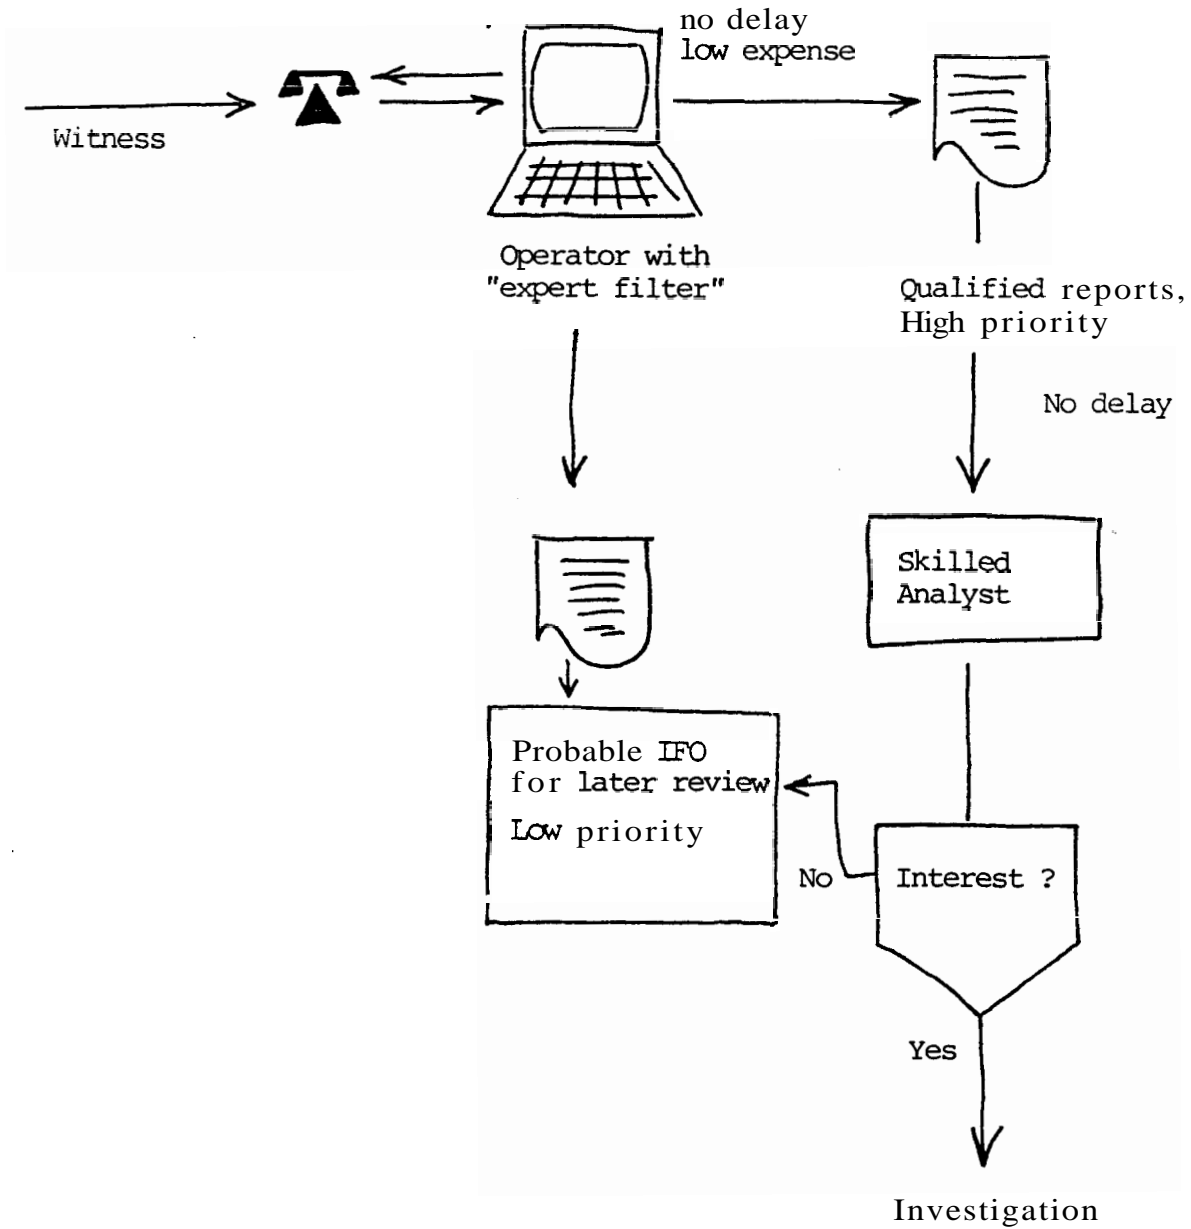 no delay
low expense
Witness
Operator with
"expert filter"
Qualified reports,
High priority
No delay
Skilled
Analyst
Probable IFO
for later review
Low priority
No
Interest ?
Yes
Investigation